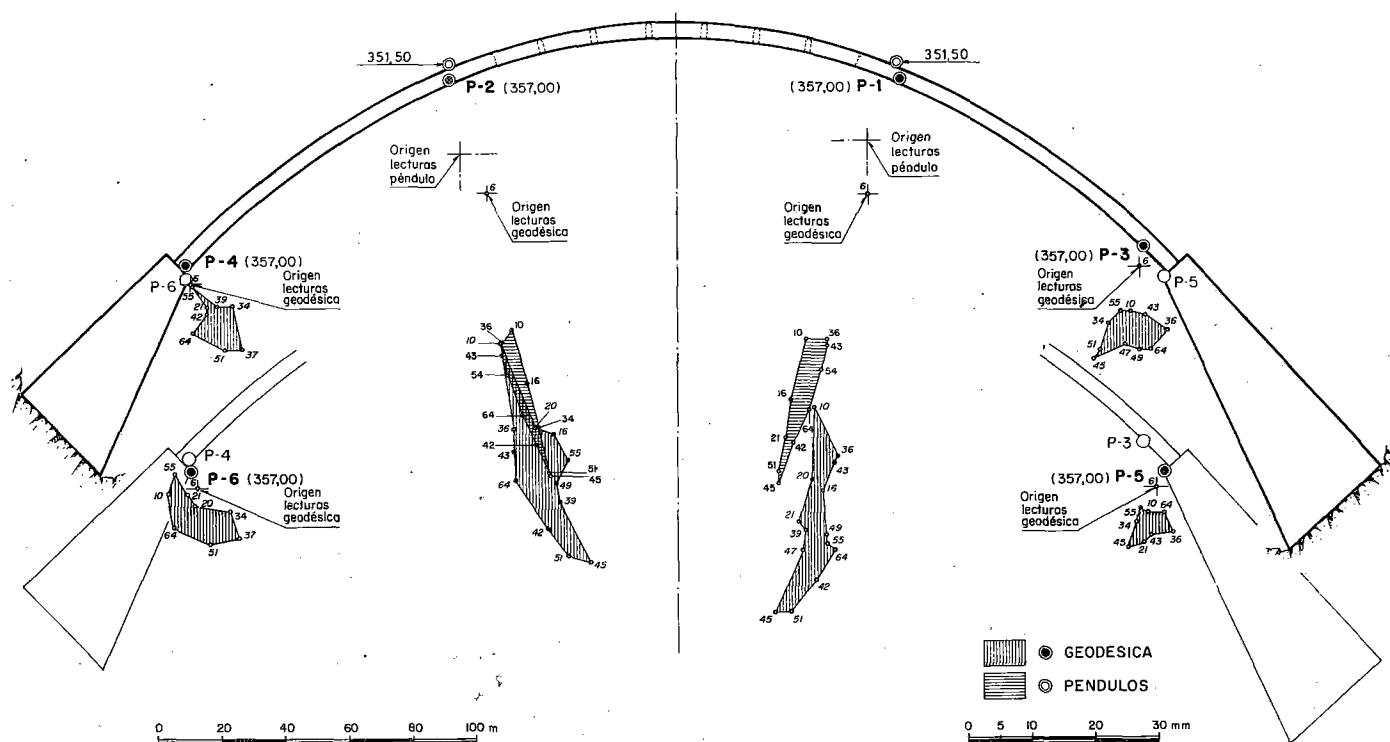 351,50
351,50
P-2 (357,00)
(357,00) P-1
Origen
lecturas
péndulo
Origen
lecturas
péndulo
6
6
Origen
lecturas
geodésica
Origen
lecturas
geodésica
P-4 (357,00)
(357,00) P-3
P-6
6
Origen
lecturas
geodésica
6
Origen
lecturas
geodésica
P-5
55
21
39
34
42
64
51
37
55
10
43
34
36
51
47
49
64
45
36
10
10
43
54
16
64
20
34
36
42
16
43
55
51
45
64
49
39
42
51
45
10
36
43
54
16
10
64
21
42
36
51
43
45
20
16
21
39
49
47
55
64
42
45
51
P-4
P-3
55
P-6 (357,00)
(357,00) P-5
6
10
21
20
34
Origen
lecturas
geodésica
64
37
51
6
Origen
lecturas
geodésica
55
10
64
34
45
21
43
36
GEODESICA
PENDULOS
0 20 40 60 80 100 m
0 10 20 30 mm